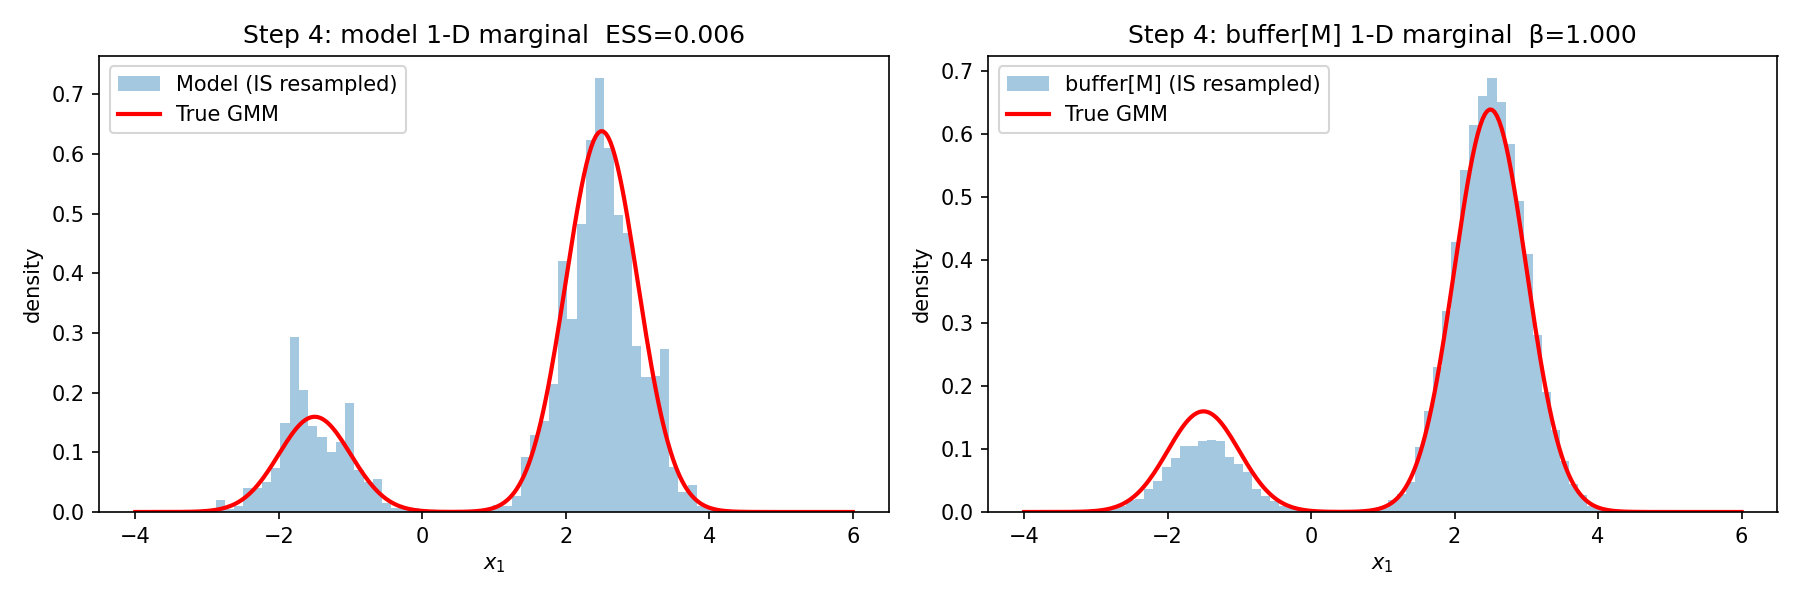 Step 4: model 1-D marginal  ESS=0.006
Model (IS resampled)
True GMM
density
0.7
0.6
0.5
0.4
0.3
0.2
0.1
0.0
−4
−2
0
2
4
6
x₁
Step 4: buffer[M] 1-D marginal  β=1.000
buffer[M] (IS resampled)
True GMM
density
0.7
0.6
0.5
0.4
0.3
0.2
0.1
0.0
−4
−2
0
2
4
6
x₁